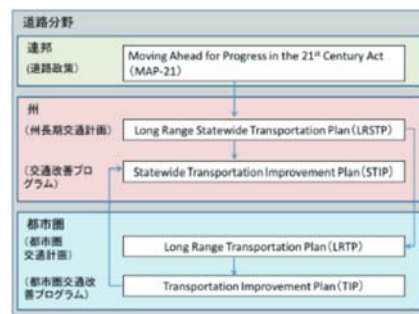 道路分野
連邦
(道路政策)
Moving Ahead for Progress in the 21st Century Act
(MAP-21)
州
(州長期交通計画)
Long Range Statewide Transportation Plan(LRSTP)
(交通改善プ
ログラム)
Statewide Transportation Improvement Plan(STIP)
都市圏
(都市圏
交通計画)
Long Range Transportation Plan(LRTP)
(都市圏交通改
善プログラム)
Transportation Improvement Plan(TIP)